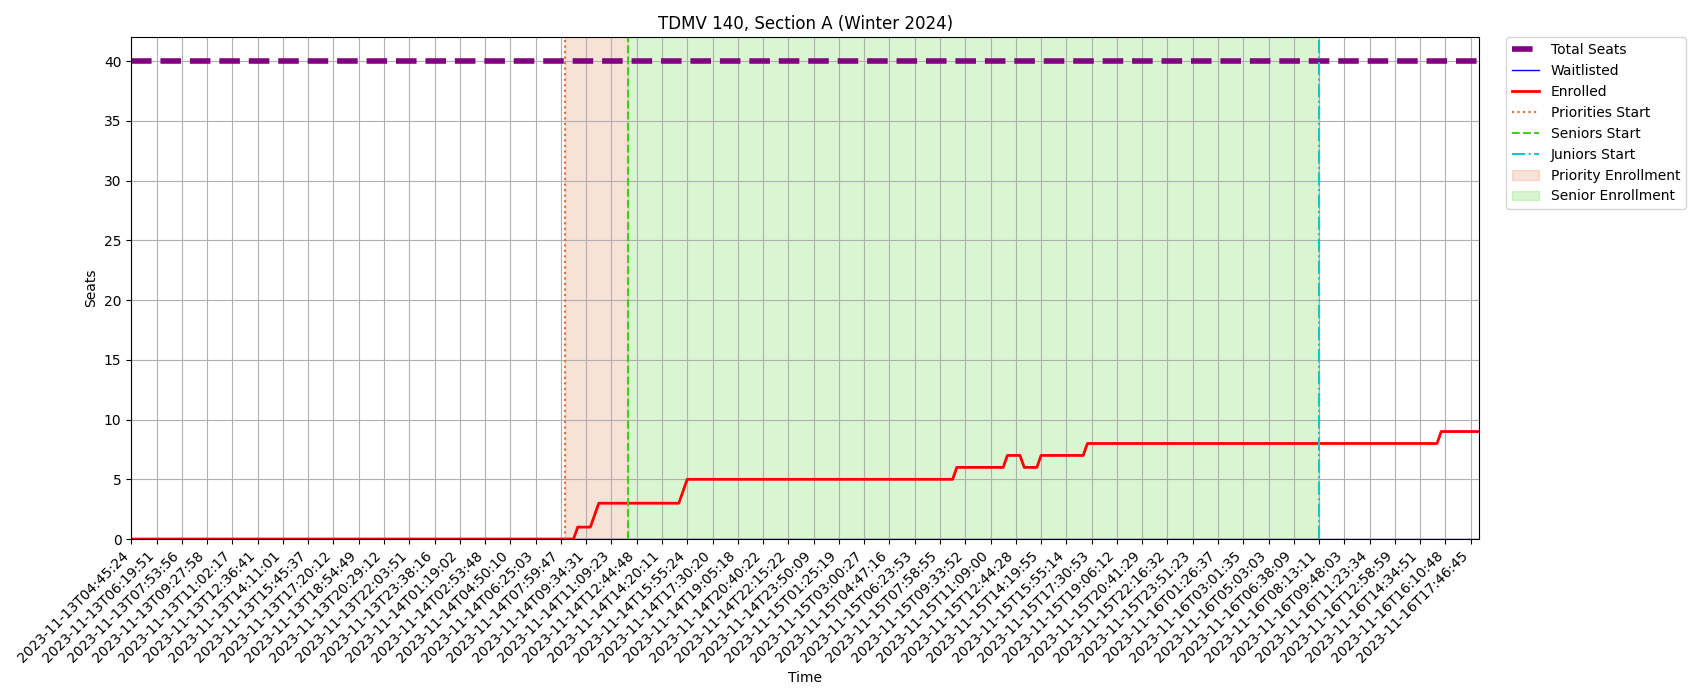 TDMV 140, Section A (Winter 2024)
Total Seats
Waitlisted
Enrolled
Priorities Start
Seniors Start
Juniors Start
Priority Enrollment
Senior Enrollment
Seats
40
35
30
25
20
15
10
5
0
2023-11-13T04:45:24
2023-11-13T06:19:51
2023-11-13T07:53:56
2023-11-13T09:27:58
2023-11-13T11:02:17
2023-11-13T12:36:41
2023-11-13T14:11:01
2023-11-13T15:45:37
2023-11-13T17:20:12
2023-11-13T18:54:49
2023-11-13T20:29:12
2023-11-13T22:03:51
2023-11-13T23:38:16
2023-11-14T01:19:02
2023-11-14T02:53:48
2023-11-14T04:50:10
2023-11-14T06:25:03
2023-11-14T07:59:47
2023-11-14T09:34:31
2023-11-14T11:09:23
2023-11-14T12:44:48
2023-11-14T14:20:11
2023-11-14T15:55:24
2023-11-14T17:30:20
2023-11-14T19:05:18
2023-11-14T20:40:22
2023-11-14T22:15:22
2023-11-14T23:50:09
2023-11-15T01:25:19
2023-11-15T03:00:27
2023-11-15T04:47:16
2023-11-15T06:23:53
2023-11-15T07:58:55
2023-11-15T09:33:52
2023-11-15T11:09:00
2023-11-15T12:44:28
2023-11-15T14:19:55
2023-11-15T15:55:14
2023-11-15T17:30:53
2023-11-15T19:06:12
2023-11-15T20:41:29
2023-11-15T22:16:32
2023-11-15T23:51:23
2023-11-16T01:26:37
2023-11-16T03:01:35
2023-11-16T05:03:03
2023-11-16T06:38:09
2023-11-16T08:13:11
2023-11-16T09:48:03
2023-11-16T11:23:34
2023-11-16T12:58:59
2023-11-16T14:34:51
2023-11-16T16:10:48
2023-11-16T17:46:45
Time